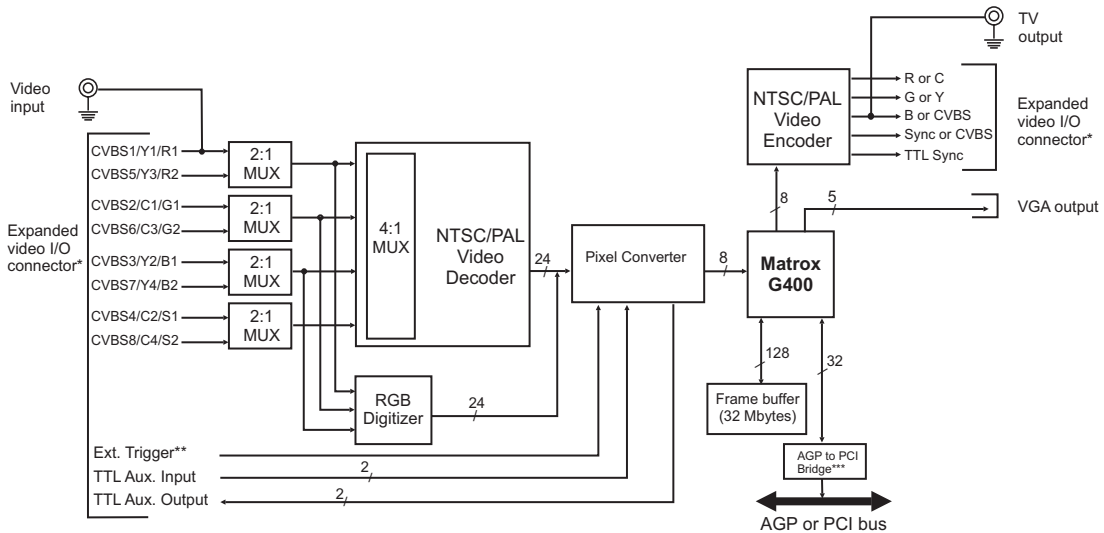 TV
output
Video
input
R or C
G or Y
B or CVBS
Sync or CVBS
TTL Sync
NTSC/PAL
Video
Encoder
Expanded
video I/O
connector*
CVBS1/Y1/R1
CVBS5/Y3/R2
2:1
MUX
CVBS2/C1/G1
CVBS6/C3/G2
2:1
MUX
CVBS3/Y2/B1
CVBS7/Y4/B2
2:1
MUX
CVBS4/C2/S1
CVBS8/C4/S2
2:1
MUX
Expanded
video I/O
connector*
4:1
MUX
NTSC/PAL
Video
Decoder
24
Pixel Converter
8
8
5
VGA output
Matrox
G400
128
32
Frame buffer
(32 Mbytes)
RGB
Digitizer
24
Ext. Trigger**
TTL Aux. Input
2
TTL Aux. Output
2
AGP to PCI
Bridge***
AGP or PCI bus